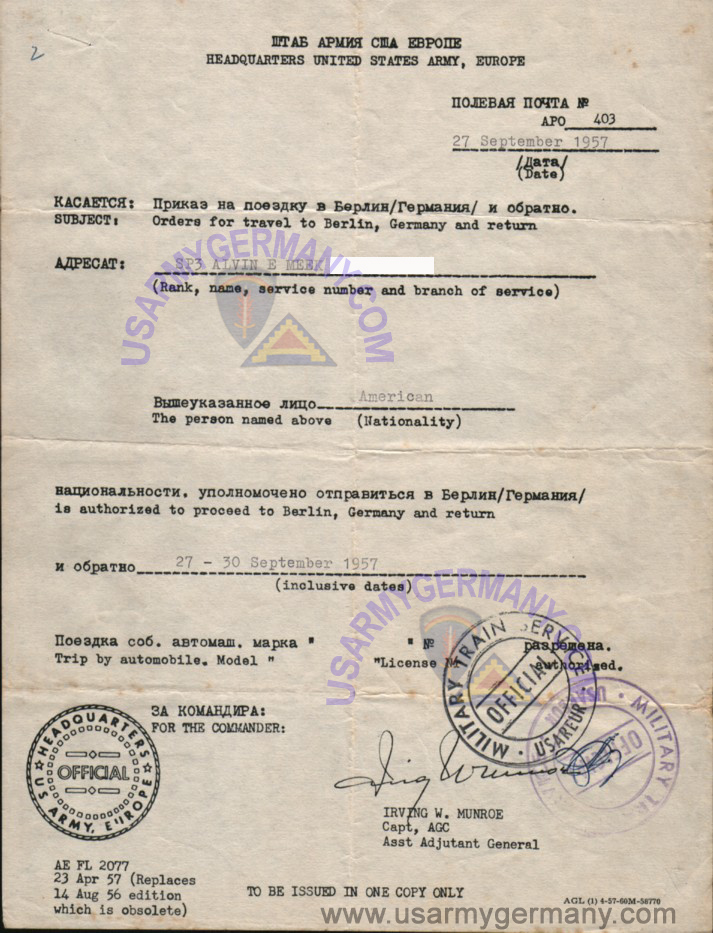 2
ШТАБ АРМИЯ США ЕВРОПЕ
HEADQUARTERS UNITED STATES ARMY, EUROPE
ПОЛЕВАЯ ПОЧТА №
APO 403
27 September 1957
/Дата/
(Date)
КАСАЕТСЯ: Приказ на поездку в Берлин/Германия/ и обратно.
SUBJECT: Orders for travel to Berlin, Germany and return
АДРЕСАТ: SP3 ALVIN E MEEK
(Rank, name, service number and branch of service)
USARMYGERMANY.COM
Вышеуказанное лицо American
The person named above (Nationality)
национальности. уполномочено отправиться в Берлин/Германия/
is authorized to proceed to Berlin, Germany and return
и обратно 27 - 30 September 1957
(inclusive dates)
USARMYGERMANY.COM
Поездка соб. автомаш. марка " " № разрешена.
Trip by automobile. Model " "License № authorized.
MILITARY TRAIN SERVICE
OFFICIAL
USAREUR
MILITARY
ЗА КОМАНДИРА:
FOR THE COMMANDER:
HEADQUARTERS
OFFICIAL
US ARMY, EUROPE
Irving W Munroe
IRVING W. MUNROE
Capt, AGC
Asst Adjutant General
AE FL 2077
23 Apr 57 (Replaces
14 Aug 56 edition
which is obsolete)
TO BE ISSUED IN ONE COPY ONLY
AGL (1) 4-57-60M-56770
www.usarmygermany.com